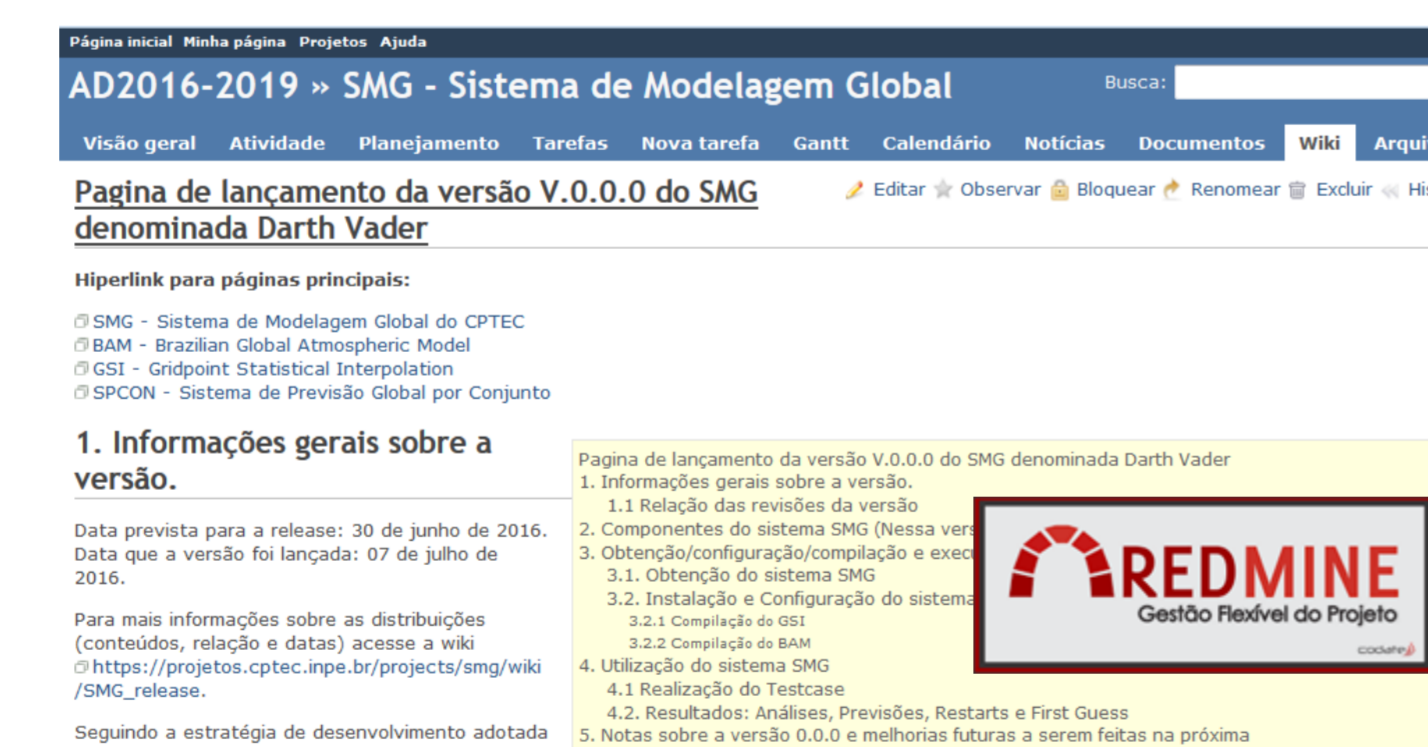 Página inicial Minha página Projetos Ajuda
AD2016-2019 » SMG - Sistema de Modelagem Global
Busca:
Visão geral Atividade Planejamento Tarefas Nova tarefa Gantt Calendário Notícias Documentos Wiki Arqui
Pagina de lançamento da versão V.0.0.0 do SMG
denominada Darth Vader
Editar Observar Bloquear Renomear Excluir His
Hiperlink para páginas principais:
SMG - Sistema de Modelagem Global do CPTEC
BAM - Brazilian Global Atmospheric Model
GSI - Gridpoint Statistical Interpolation
SPCON - Sistema de Previsão Global por Conjunto
1. Informações gerais sobre a
versão.
Data prevista para a release: 30 de junho de 2016.
Data que a versão foi lançada: 07 de julho de
2016.
Para mais informações sobre as distribuições
(conteúdos, relação e datas) acesse a wiki
https://projetos.cptec.inpe.br/projects/smg/wiki
/SMG_release.
Seguindo a estratégia de desenvolvimento adotada
Pagina de lançamento da versão V.0.0.0 do SMG denominada Darth Vader
1. Informações gerais sobre a versão.
1.1 Relação das revisões da versão
2. Componentes do sistema SMG (Nessa vers
3. Obtenção/configuração/compilação e execu
3.1. Obtenção do sistema SMG
3.2. Instalação e Configuração do sistema
3.2.1 Compilação do GSI
3.2.2 Compilação do BAM
4. Utilização do sistema SMG
4.1 Realização do Testcase
4.2. Resultados: Análises, Previsões, Restarts e First Guess
5. Notas sobre a versão 0.0.0 e melhorias futuras a serem feitas na próxima
REDMINE
Gestão Flexível do Projeto